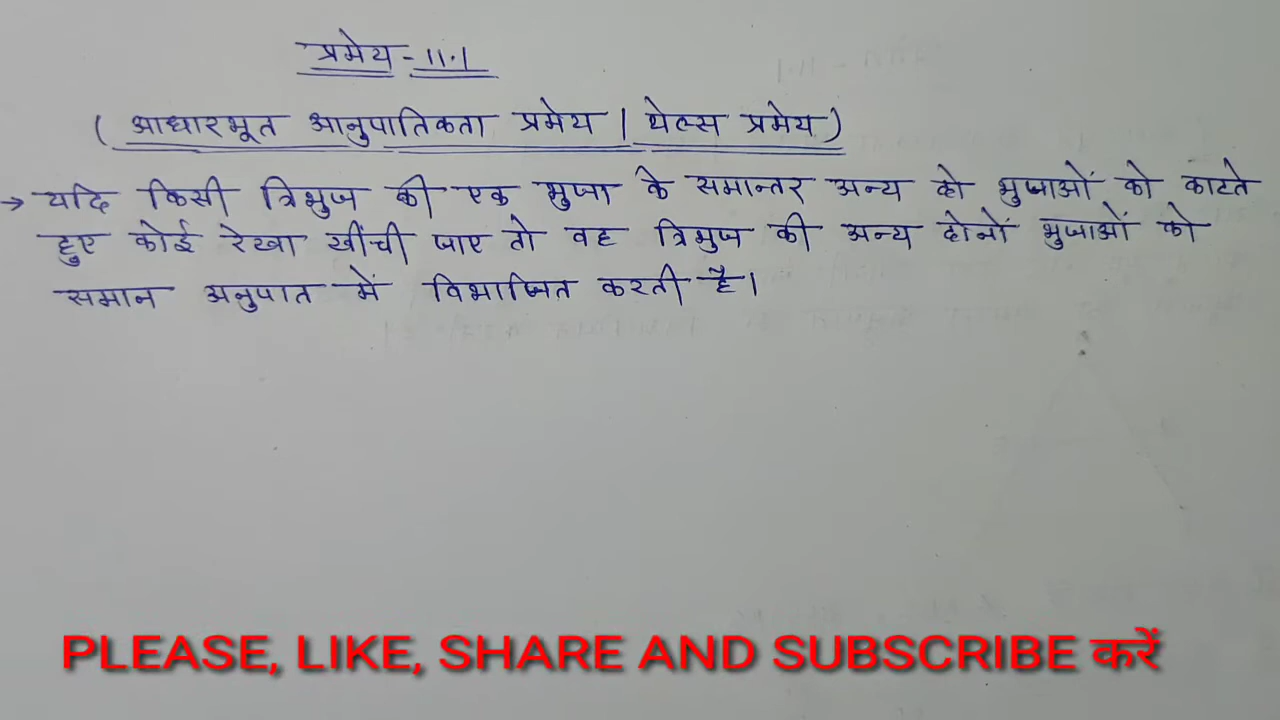 प्रमेय - 11.1
( आधारभूत आनुपातिकता प्रमेय | थेल्स प्रमेय )
→ यदि किसी त्रिभुज की एक भुजा के समान्तर अन्य दो भुजाओं को काटते
हुए कोई रेखा खींची जाए तो वह त्रिभुज की अन्य दोनों भुजाओं को
समान अनुपात में विभाजित करती है।
PLEASE, LIKE, SHARE AND SUBSCRIBE करें